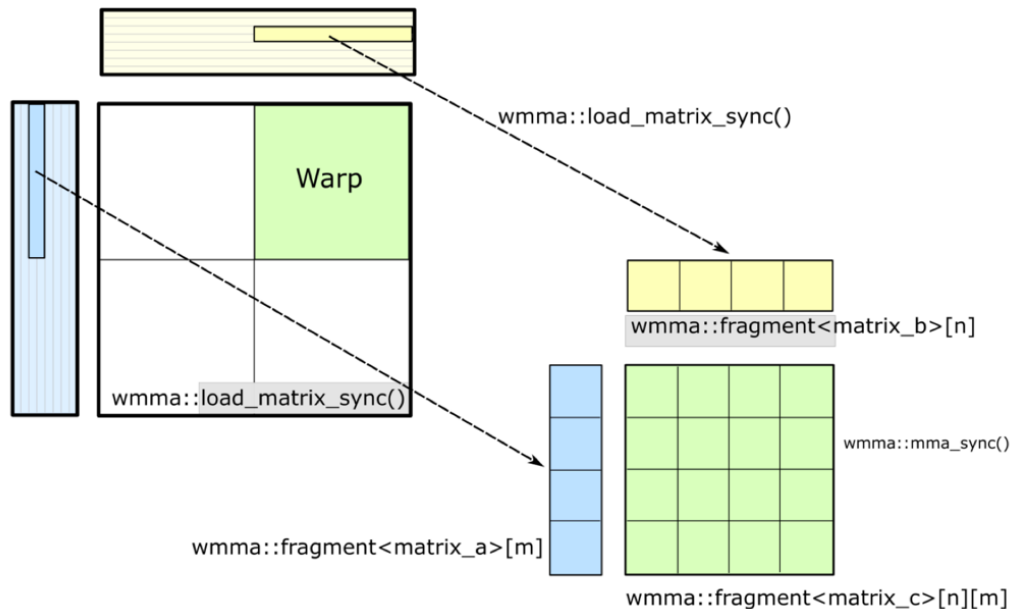 wmma::load_matrix_sync()
Warp
wmma::fragment<matrix_b>[n]
wmma::load_matrix_sync()
wmma::mma_sync()
wmma::fragment<matrix_a>[m]
wmma::fragment<matrix_c>[n][m]